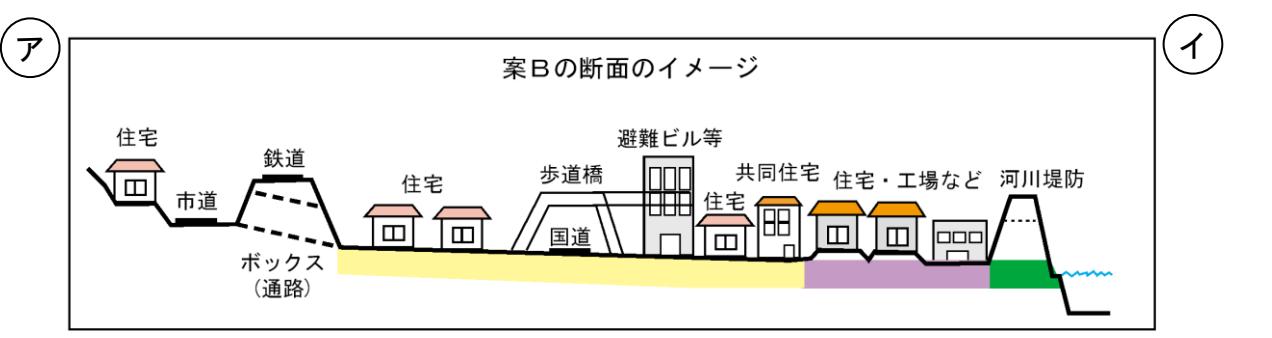 ア
イ
案Bの断面のイメージ
住宅
市道
鉄道
ボックス
(通路)
住宅
歩道橋
国道
避難ビル等
住宅
共同住宅
住宅・工場など
河川堤防